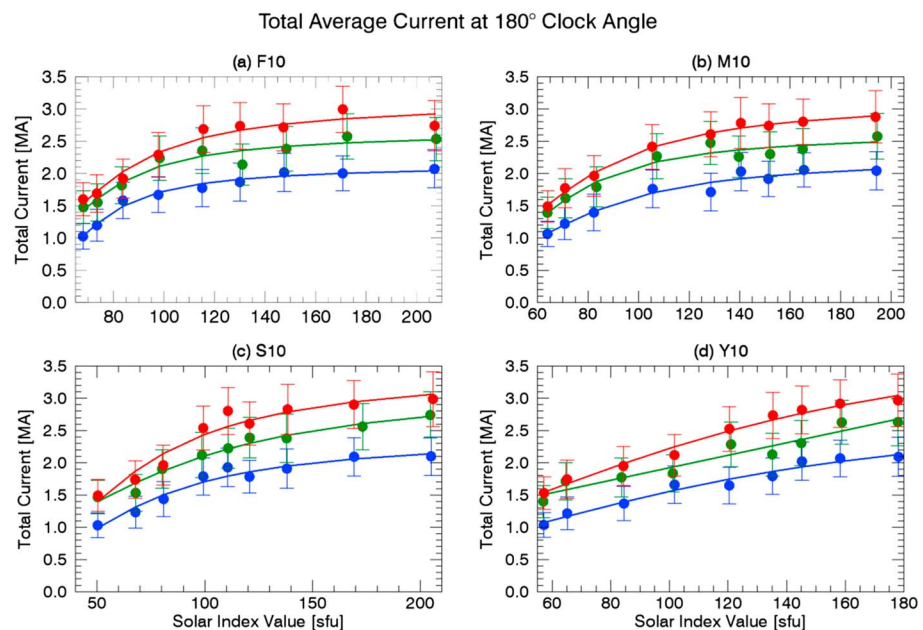 Total Average Current at 180° Clock Angle
(a) F10
(b) M10
Total Current [MA]
3.5
3.0
2.5
2.0
1.5
1.0
0.5
0.0
80 100 120 140 160 180 200
Total Current [MA]
3.5
3.0
2.5
2.0
1.5
1.0
0.5
0.0
60 80 100 120 140 160 180 200
(c) S10
(d) Y10
Total Current [MA]
3.5
3.0
2.5
2.0
1.5
1.0
0.5
0.0
50 100 150 200
Solar Index Value [sfu]
Total Current [MA]
3.5
3.0
2.5
2.0
1.5
1.0
0.5
0.0
60 80 100 120 140 160 180
Solar Index Value [sfu]